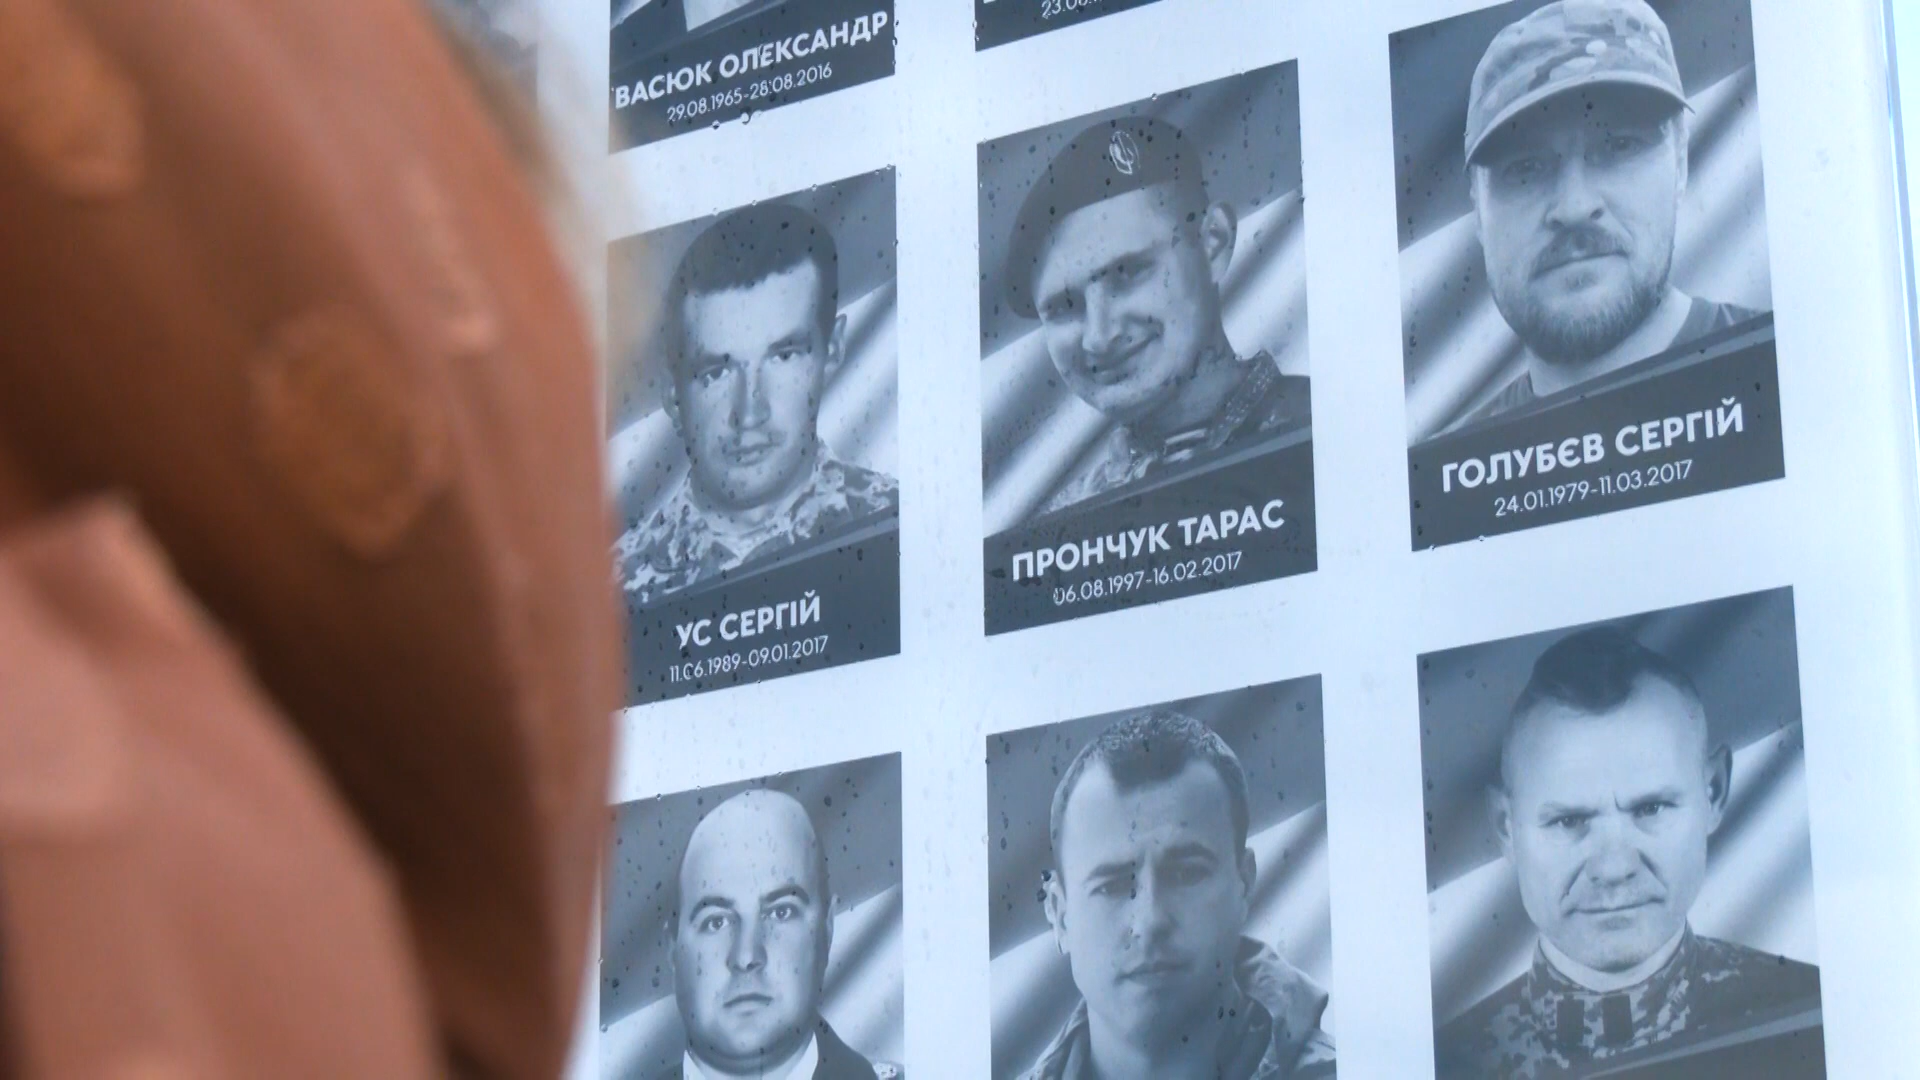 ВАСЮК ОЛЕКСАНДР
29.08.1965-28.08.2016
УС СЕРГІЙ
11.06.1989-09.01.2017
ПРОНЧУК ТАРАС
06.08.1997-16.02.2017
ГОЛУБЄВ СЕРГІЙ
24.01.1979-11.03.2017